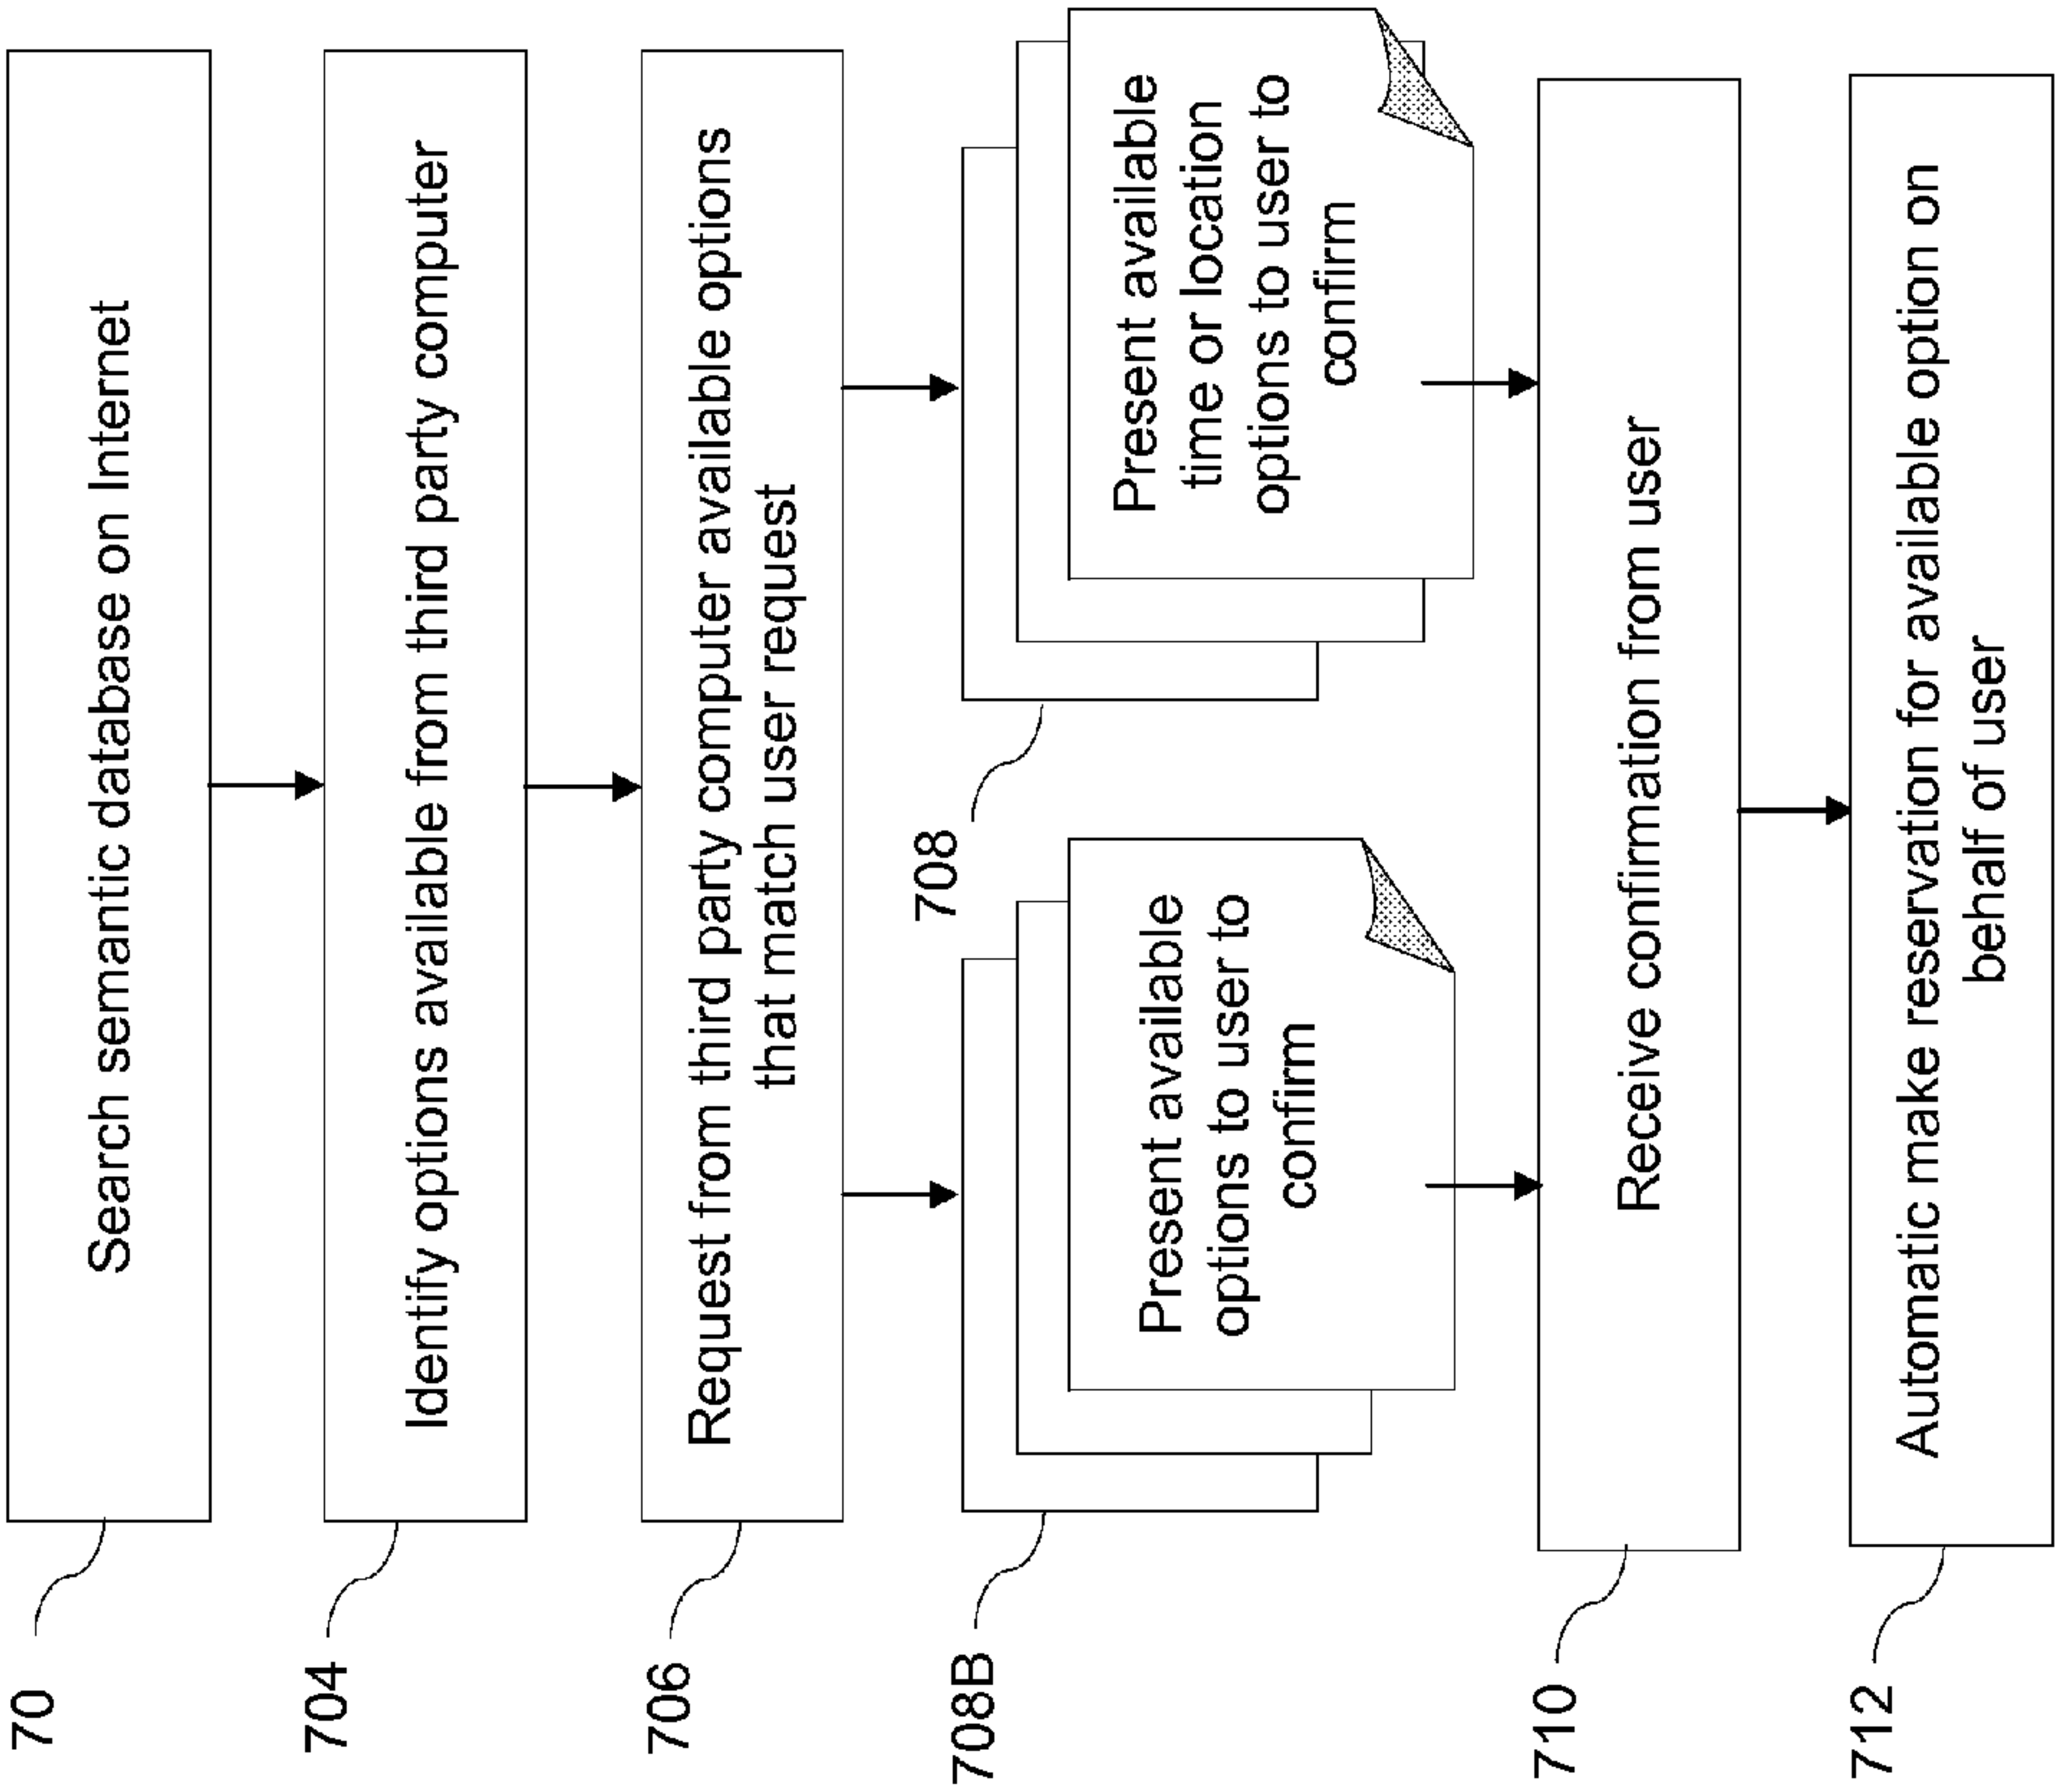 70
Search semantic database on Internet
704
Identify options available from third party computer
706
Request from third party computer available options
that match user request
708B
Present available
options to user to
confirm
708
Present available
time or location
options to user to
confirm
710
Receive confirmation from user
712
Automatic make reservation for available option on
behalf of user